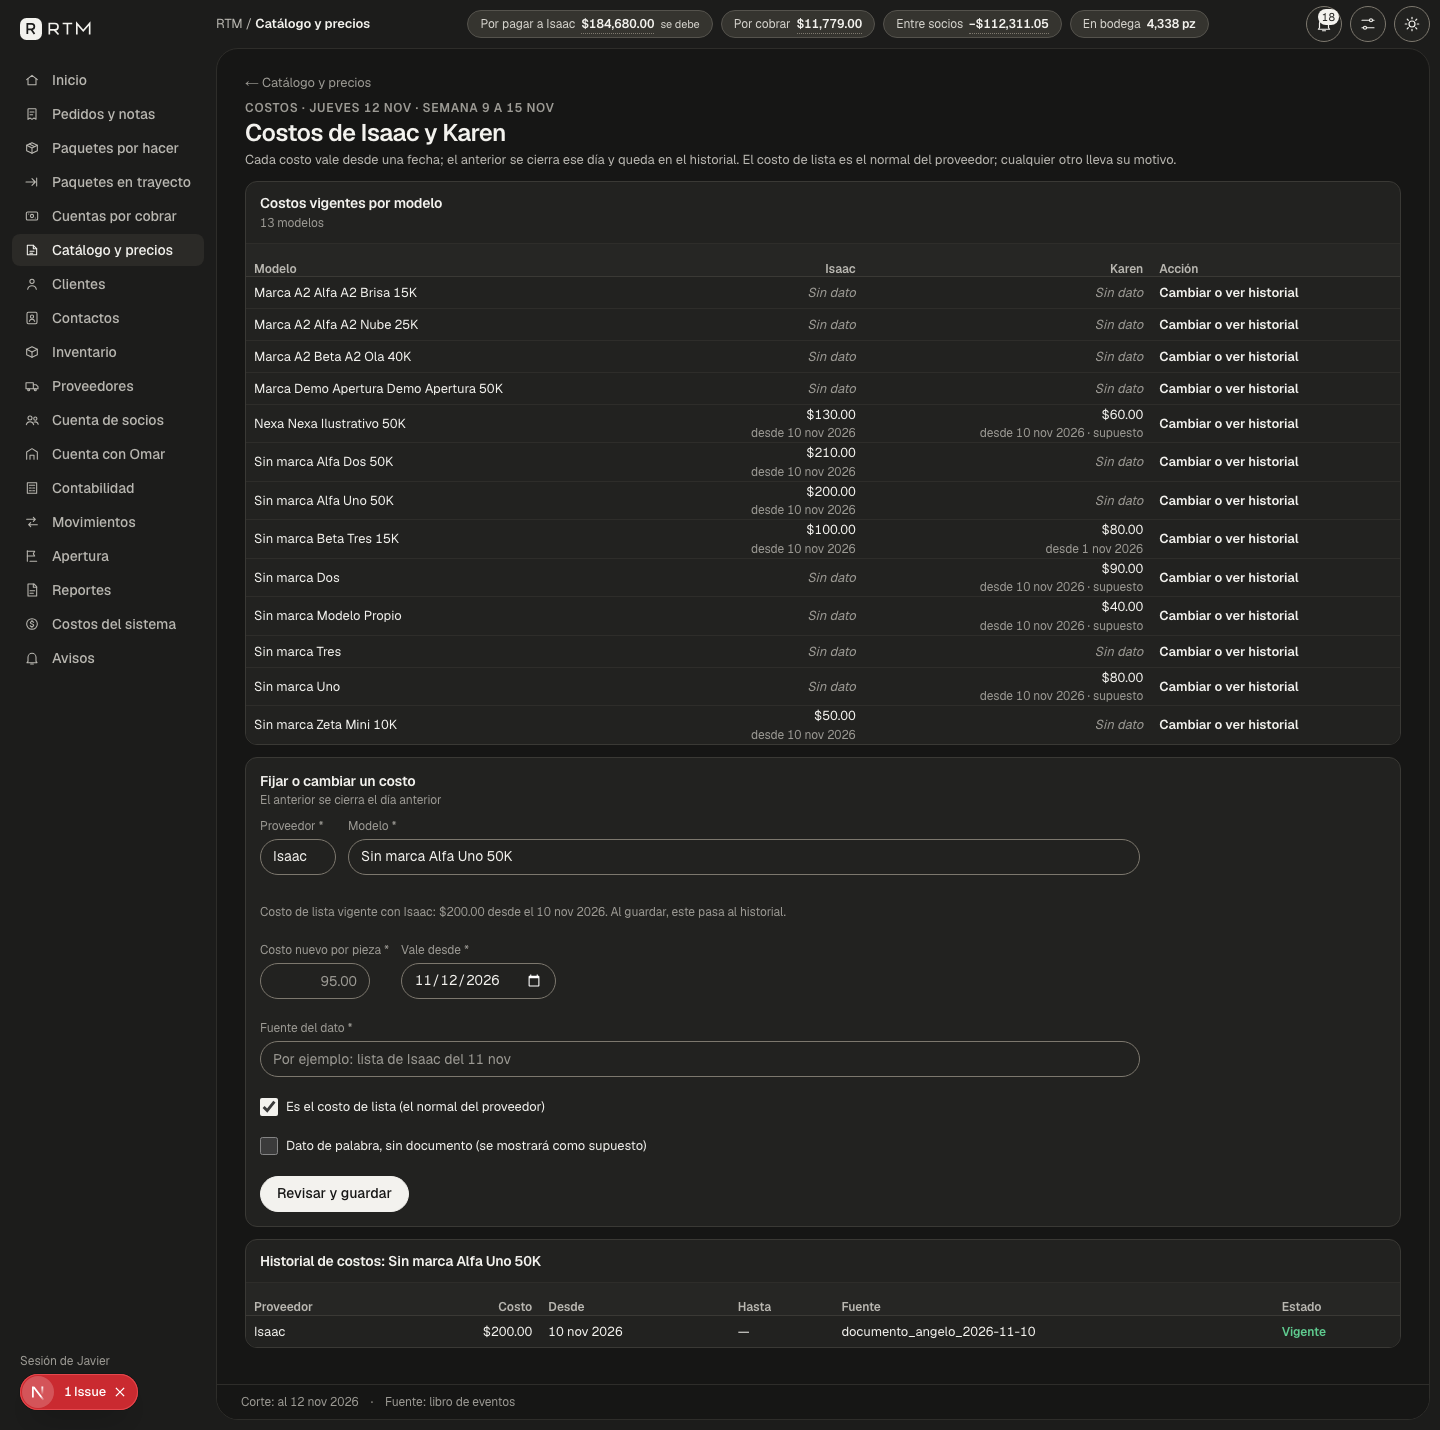 R RTM
RTM / Catálogo y precios
Por pagar a Isaac $184,680.00 se debe
Por cobrar $11,779.00
Entre socios −$112,311.05
En bodega 4,338 pz
18
Inicio
Pedidos y notas
Paquetes por hacer
Paquetes en trayecto
Cuentas por cobrar
Catálogo y precios
Clientes
Contactos
Inventario
Proveedores
Cuenta de socios
Cuenta con Omar
Contabilidad
Movimientos
Apertura
Reportes
Costos del sistema
Avisos
Sesión de Javier
N 1 Issue ×
← Catálogo y precios
COSTOS · JUEVES 12 NOV · SEMANA 9 A 15 NOV
Costos de Isaac y Karen
Cada costo vale desde una fecha; el anterior se cierra ese día y queda en el historial. El costo de lista es el normal del proveedor; cualquier otro lleva su motivo.
Costos vigentes por modelo
13 modelos
Modelo Isaac Karen Acción
Marca A2 Alfa A2 Brisa 15K Sin dato Sin dato Cambiar o ver historial
Marca A2 Alfa A2 Nube 25K Sin dato Sin dato Cambiar o ver historial
Marca A2 Beta A2 Ola 40K Sin dato Sin dato Cambiar o ver historial
Marca Demo Apertura Demo Apertura 50K Sin dato Sin dato Cambiar o ver historial
Nexa Nexa Ilustrativo 50K $130.00 $60.00 Cambiar o ver historial
desde 10 nov 2026 desde 10 nov 2026 · supuesto
Sin marca Alfa Dos 50K $210.00 Sin dato Cambiar o ver historial
desde 10 nov 2026
Sin marca Alfa Uno 50K $200.00 Sin dato Cambiar o ver historial
desde 10 nov 2026
Sin marca Beta Tres 15K $100.00 $80.00 Cambiar o ver historial
desde 10 nov 2026 desde 1 nov 2026
Sin marca Dos Sin dato $90.00 Cambiar o ver historial
desde 10 nov 2026 · supuesto
Sin marca Modelo Propio Sin dato $40.00 Cambiar o ver historial
desde 10 nov 2026 · supuesto
Sin marca Tres Sin dato Sin dato Cambiar o ver historial
Sin marca Uno Sin dato $80.00 Cambiar o ver historial
desde 10 nov 2026 · supuesto
Sin marca Zeta Mini 10K $50.00 Sin dato Cambiar o ver historial
desde 10 nov 2026
Fijar o cambiar un costo
El anterior se cierra el día anterior
Proveedor * Modelo *
Isaac Sin marca Alfa Uno 50K
Costo de lista vigente con Isaac: $200.00 desde el 10 nov 2026. Al guardar, este pasa al historial.
Costo nuevo por pieza * Vale desde *
95.00 11/12/2026
Fuente del dato *
Por ejemplo: lista de Isaac del 11 nov
Es el costo de lista (el normal del proveedor)
Dato de palabra, sin documento (se mostrará como supuesto)
Revisar y guardar
Historial de costos: Sin marca Alfa Uno 50K
Proveedor Costo Desde Hasta Fuente Estado
Isaac $200.00 10 nov 2026 — documento_angelo_2026-11-10 Vigente
Corte: al 12 nov 2026 · Fuente: libro de eventos